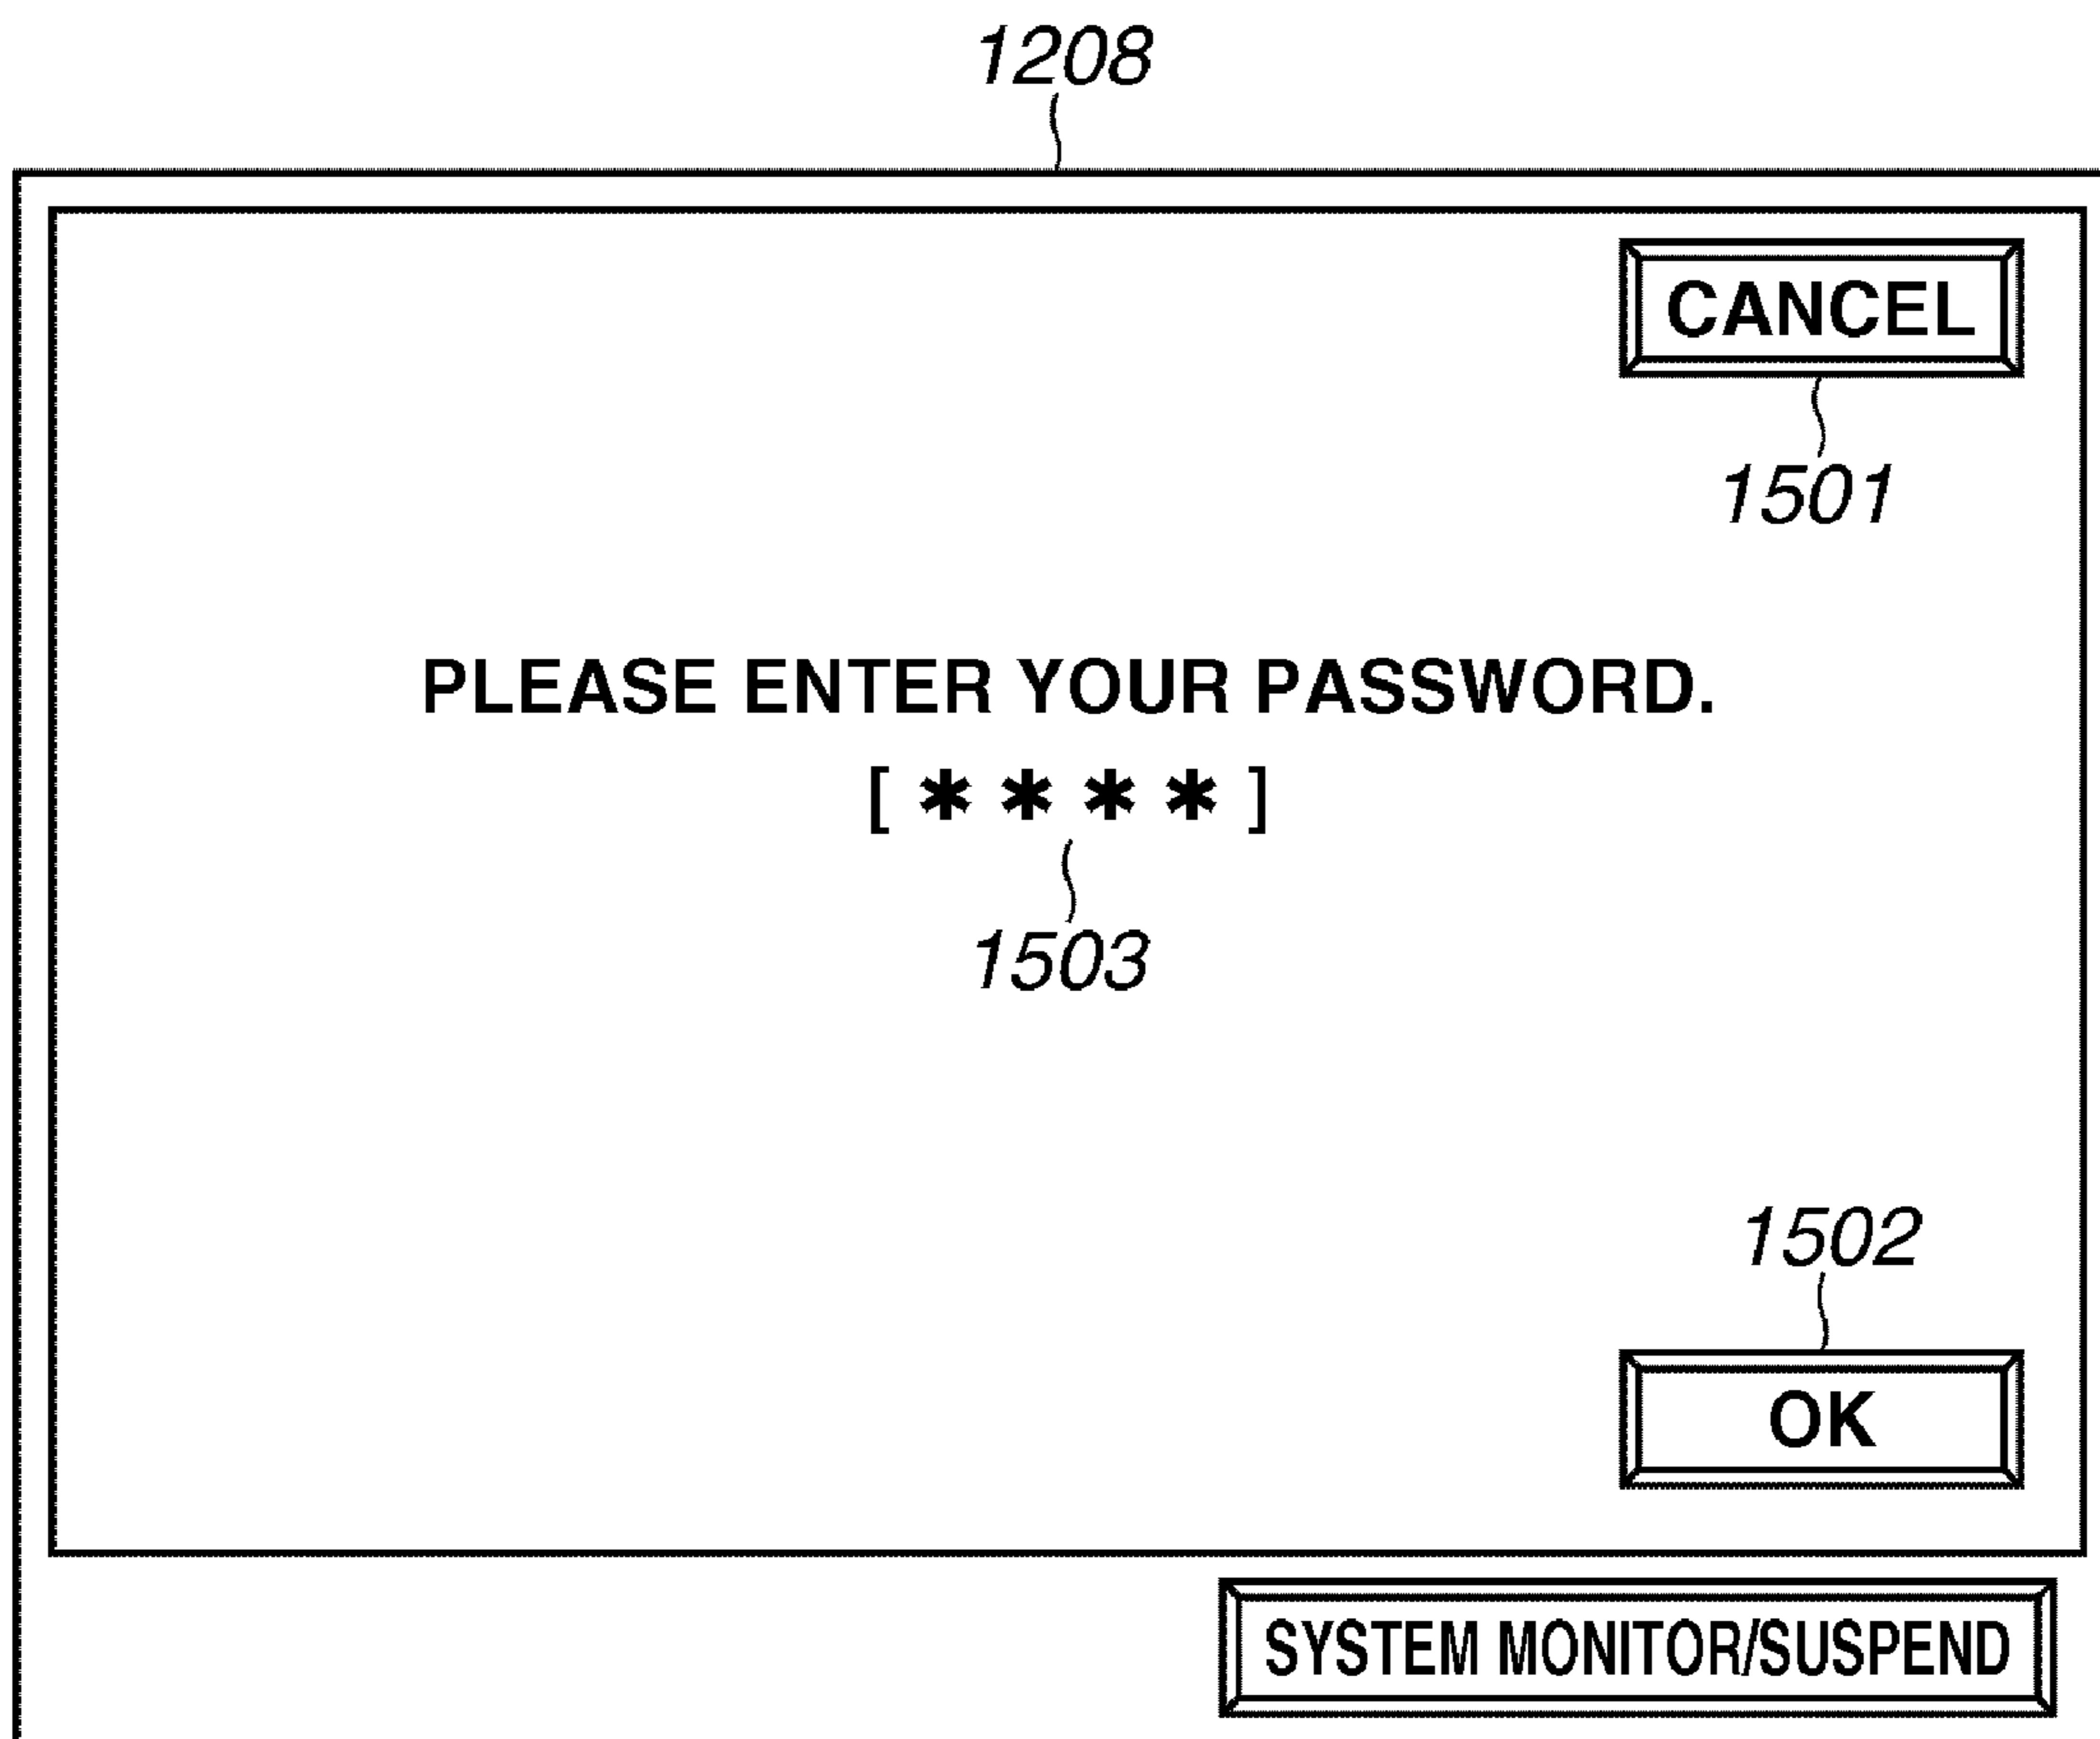 1208
CANCEL
1501
PLEASE ENTER YOUR PASSWORD.
[ * * * * ]
1503
1502
OK
SYSTEM MONITOR/SUSPEND